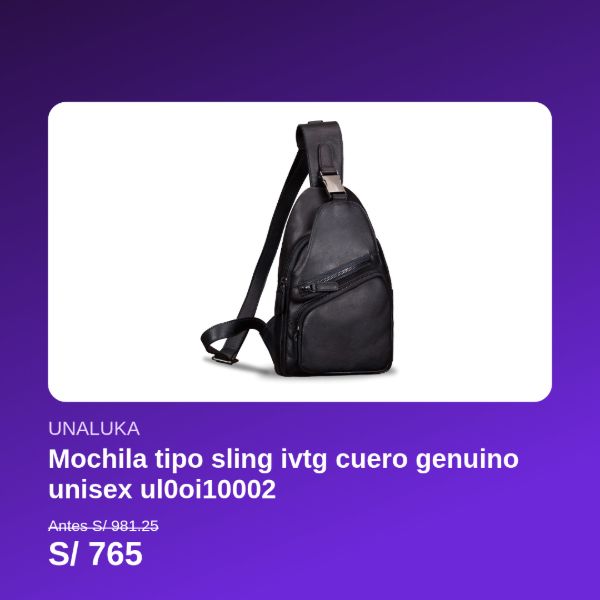 UNALUKA
Mochila tipo sling ivtg cuero genuino
unisex ul0oi10002
Antes S/ 981.25
S/ 765